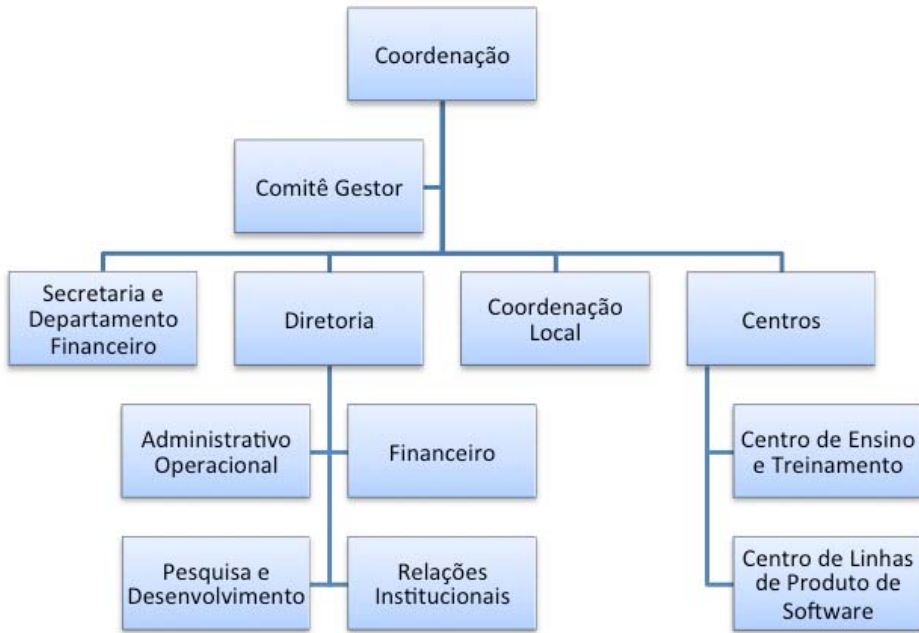 Coordenação
Comitê Gestor
Secretaria e
Departamento
Financeiro
Diretoria
Coordenação
Local
Centros
Administrativo
Operacional
Financeiro
Centro de Ensino
e Treinamento
Pesquisa e
Desenvolvimento
Relações
Institucionais
Centro de Linhas
de Produto de
Software